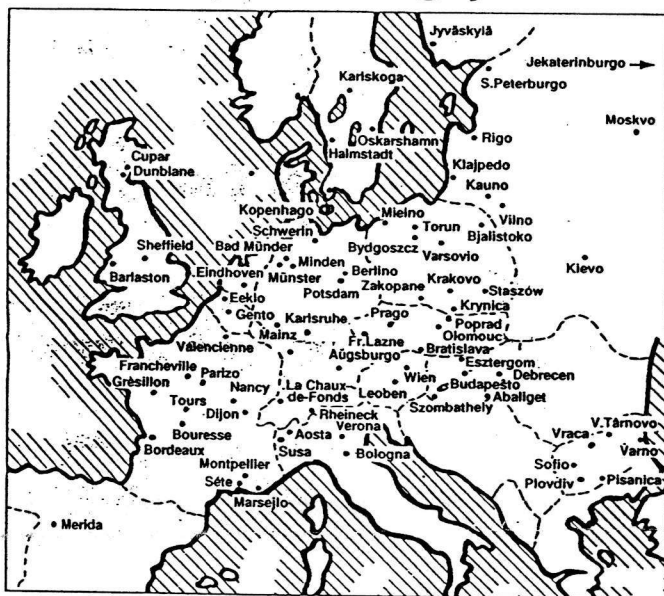 Jyväskylä
Jekaterinburgo
Karlskoga
S.Peterburgo
Moskvo
Oskarshamn
Rigo
Halmstadt
Cupar
Dunblane
Klajpedo
Kauno
Kopenhago
Mielno
Vilno
Schwerin
Torun
Bjalistoko
Sheffield
Bad Münder
Bydgoszcz
Varsovio
Minden
Barlaston
Eindhoven
Münster
Berlino
Kievo
Potsdam
Zakopane
Krakovo
Staszów
Eeklo
Krynica
Gento
Karlsruhe
Prago
Poprad
Mainz
Olomouc
Valencienne
Fr.Lazne
Bratislava
Aŭgsburgo
Esztergom
Francheville
Parizo
Wien
Debrecen
Grèsillon
Nancy
La Chaux-
de-Fonds
Leoben
Budapeŝto
Abaliget
Tours
Dijon
Rheineck
Szombathely
Verona
V.Tárnovo
Bouresse
Aosta
Vraca
Varno
Bordeaux
Susa
Bologna
Montpellier
Sofio
Séte
Plovdiv
Pisanica
Marsejlo
Merida